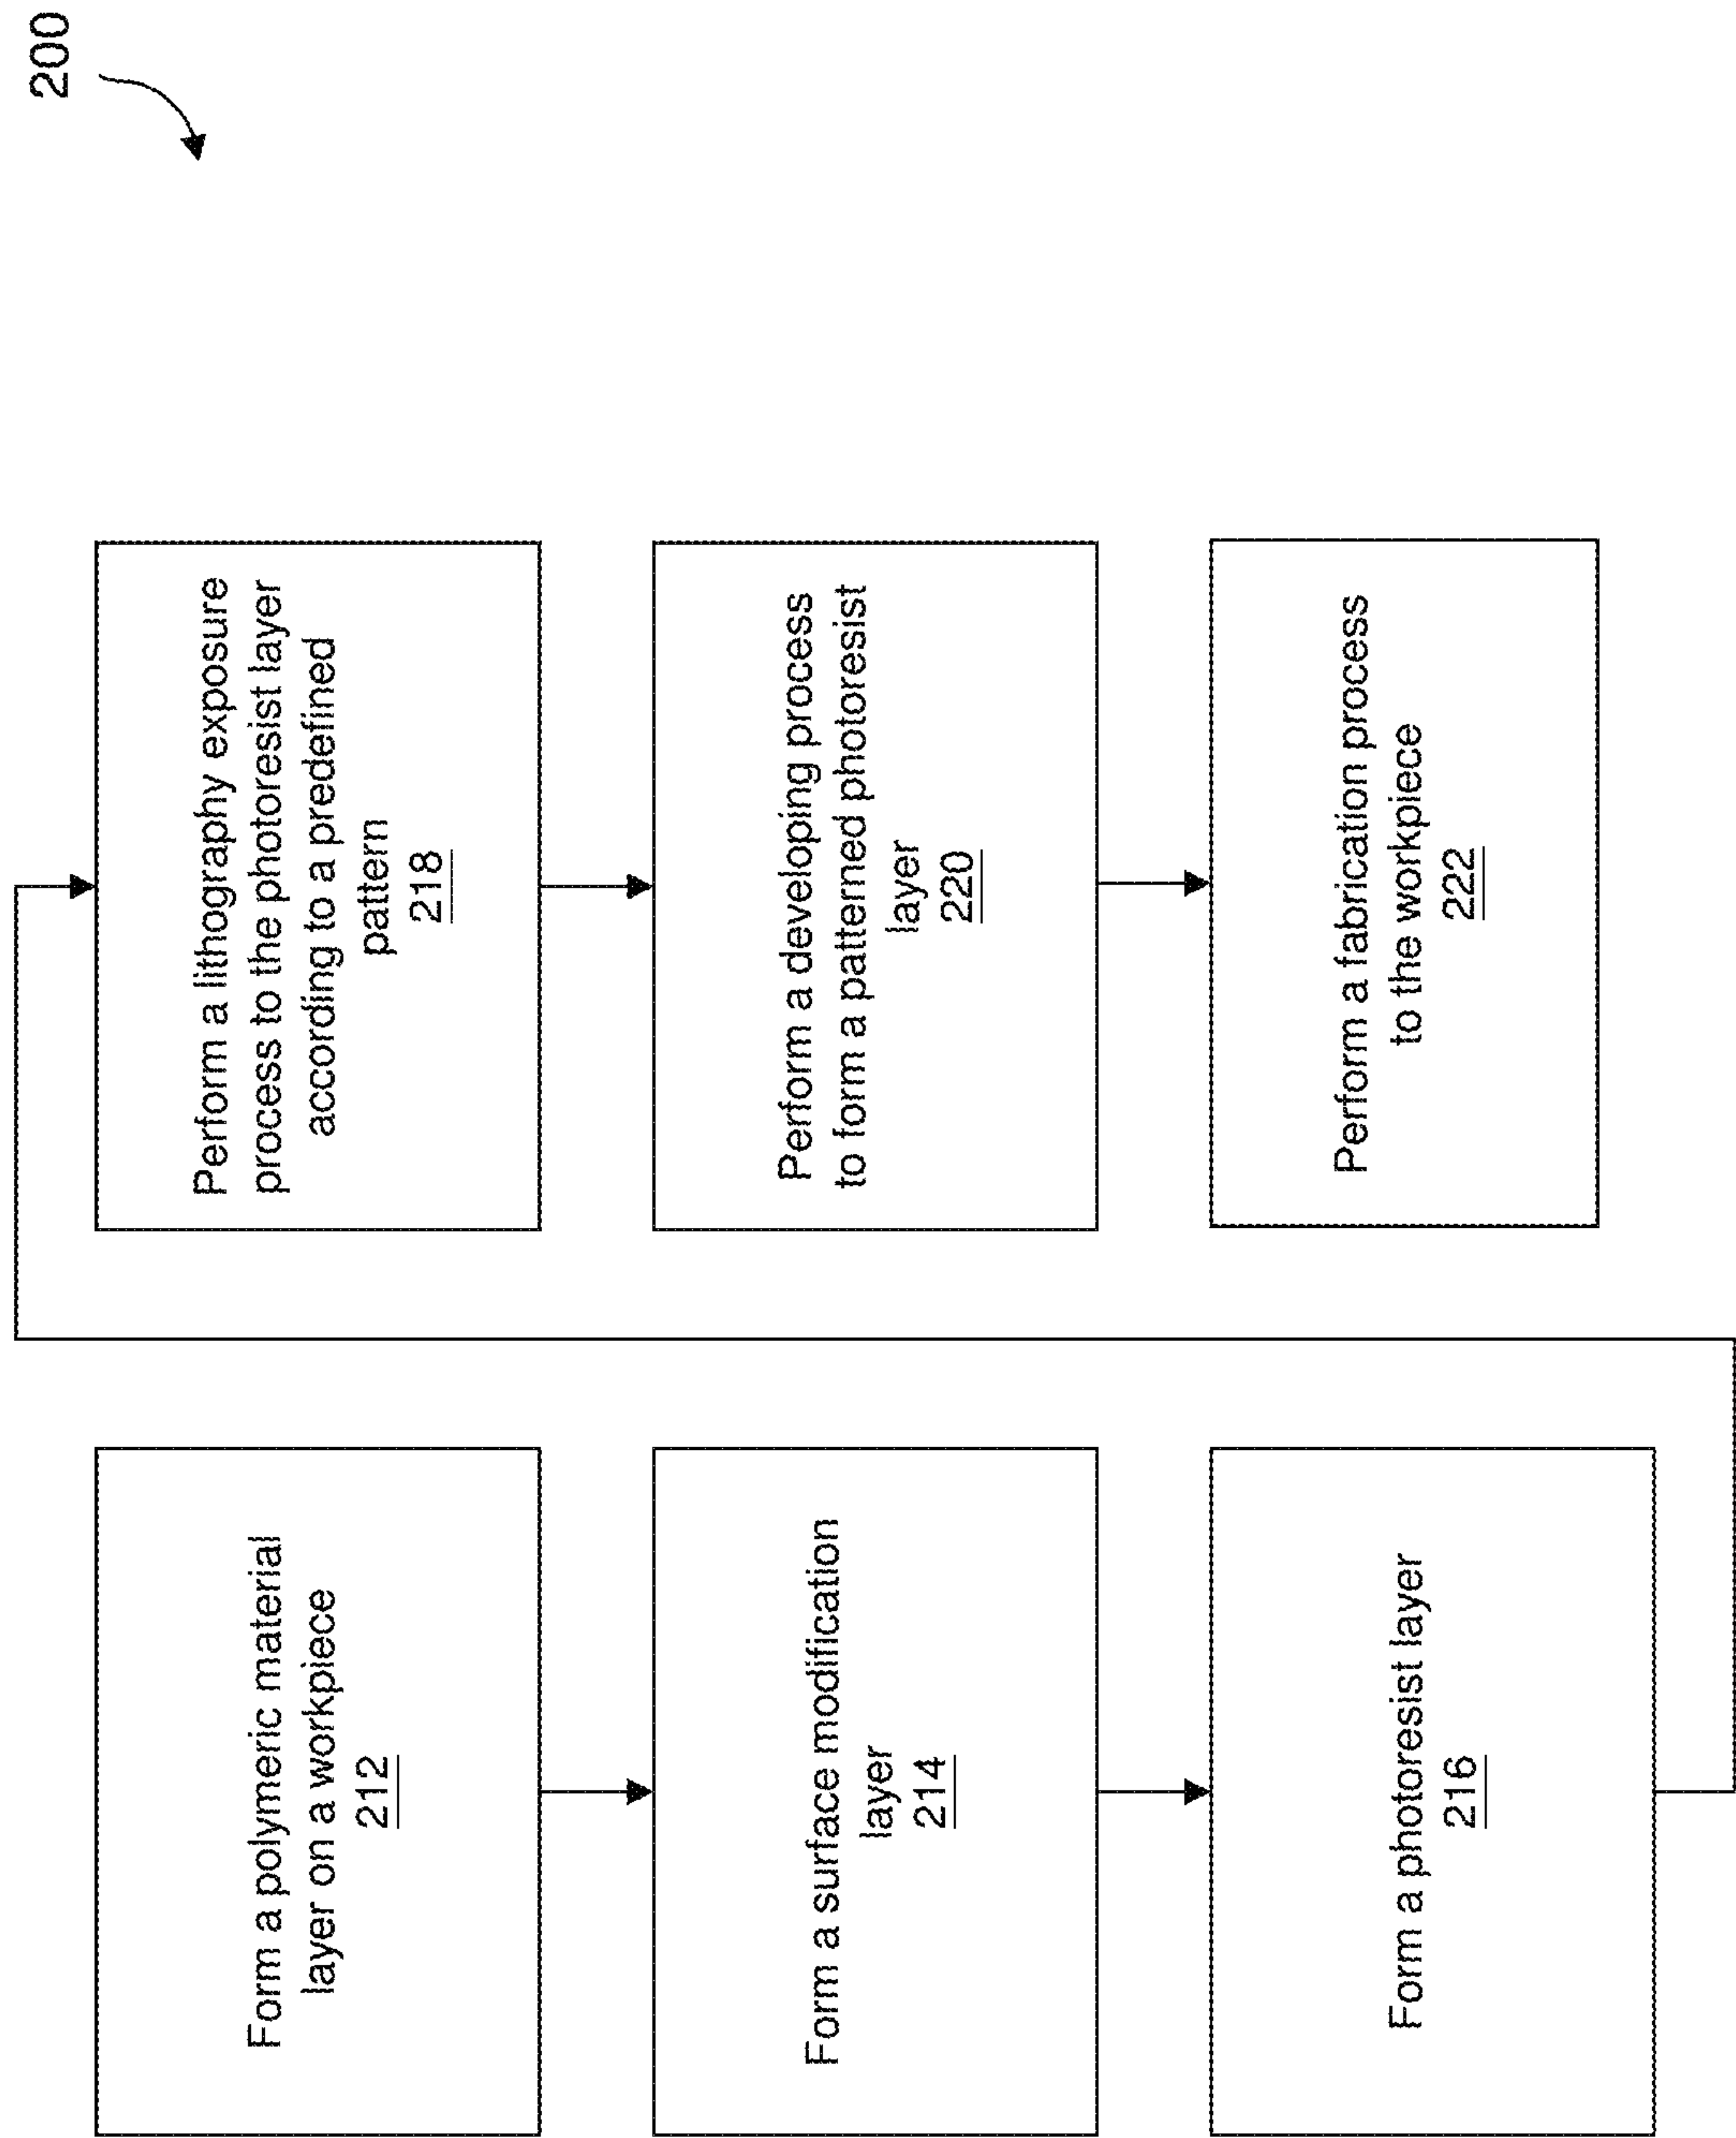 200
Form a polymeric material
layer on a workpiece
212
Form a surface modification
layer
214
Form a photoresist layer
216
Perform a lithography exposure
process to the photoresist layer
according to a predefined
pattern
218
Perform a developing process
to form a patterned photoresist
layer
220
Perform a fabrication process
to the workpiece
222